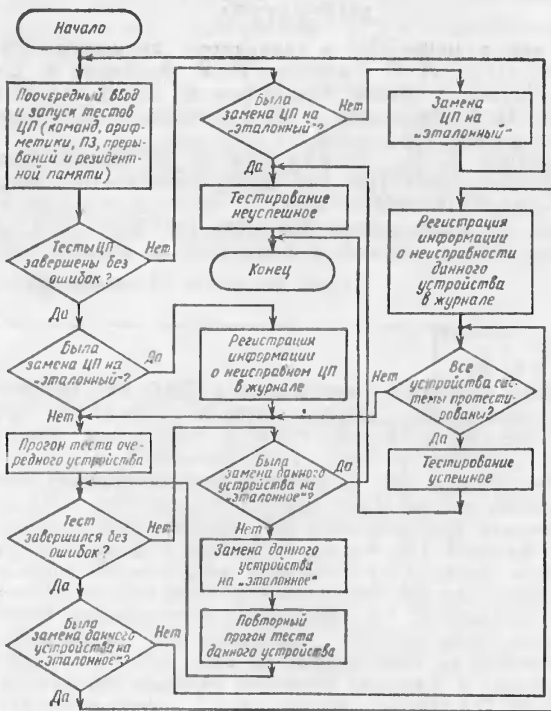 Начало
Поочередный ввод
и запуск тестов
ЦП (команд, ариф-
метики, ПЗ, преры-
ваний и резидент-
ной памяти)
Была
замена ЦП на
„эталонный"?
Нет
Да
Замена
ЦП на
„эталонный"
Тестирование
неуспешное
Конец
Тесты ЦП
завершены без
ошибок?
Нет
Да
Регистрация
информации
о неисправности
данного
устройства
в журнале
Была
замена ЦП на
„эталонный"?
Да
Нет
Регистрация
информации
о неисправном ЦП
в журнале
Все
устройства сис-
темы протести-
рованы?
Нет
Да
Прогон теста оче-
редного устройства
Была
замена данного
устройства на
„эталонное"?
Да
Нет
Тестирование
успешное
Тест
завершился без
ошибок?
Нет
Да
Замена данного
устройства
на „эталонное"
Повторный
прогон теста
данного устройства
Была
замена данного
устройства на
„эталонное"?
Нет
Да